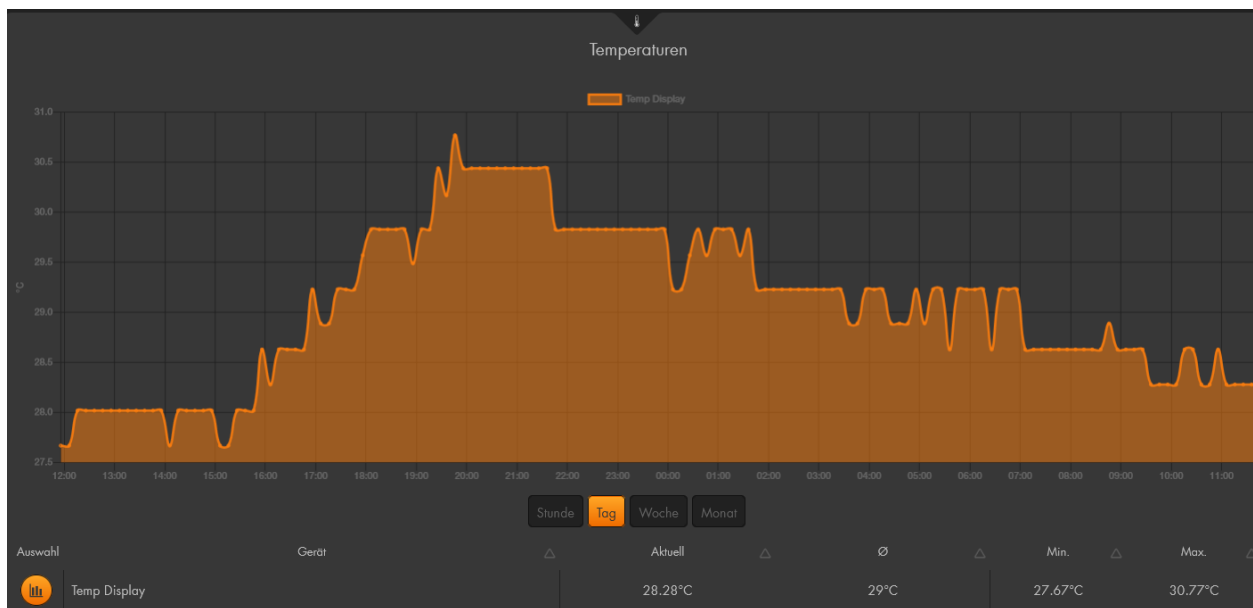 Temperaturen
Temp Display
31.0
30.5
30.0
29.5
°C
29.0
28.5
28.0
27.5
12:00 13:00 14:00 15:00 16:00 17:00 18:00 19:00 20:00 21:00 22:00 23:00 00:00 01:00 02:00 03:00 04:00 05:00 06:00 07:00 08:00 09:00 10:00 11:00
Stunde Tag Woche Monat
Auswahl Gerät Aktuell Ø Min. Max.
Temp Display 28.28°C 29°C 27.67°C 30.77°C